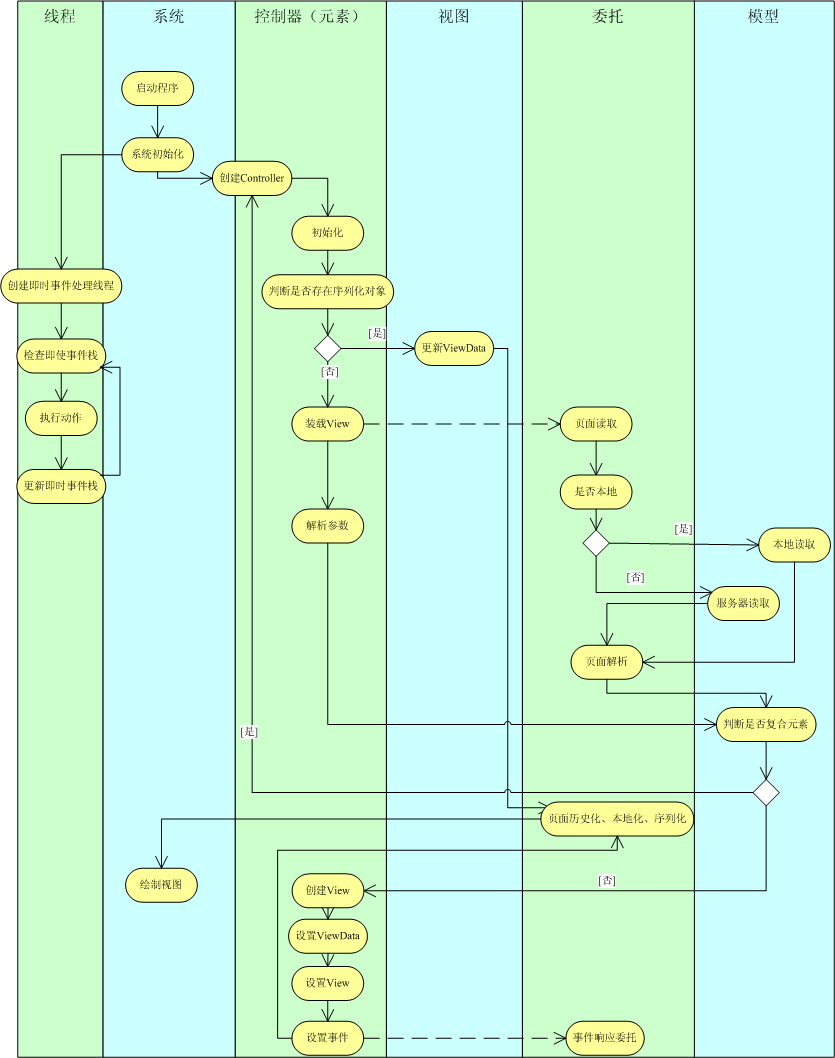 线程
系统
控制器（元素）
视图
委托
模型
启动程序
系统初始化
创建Controller
初始化
创建即时事件处理线程
判断是否存在序列化对象
[是]
更新ViewData
检查即使事件栈
[否]
执行动作
装载View
页面读取
更新即时事件栈
是否本地
解析参数
[是]
本地读取
[否]
服务器读取
页面解析
判断是否复合元素
[是]
页面历史化、本地化、序列化
绘制视图
创建View
[否]
设置ViewData
设置View
设置事件
事件响应委托